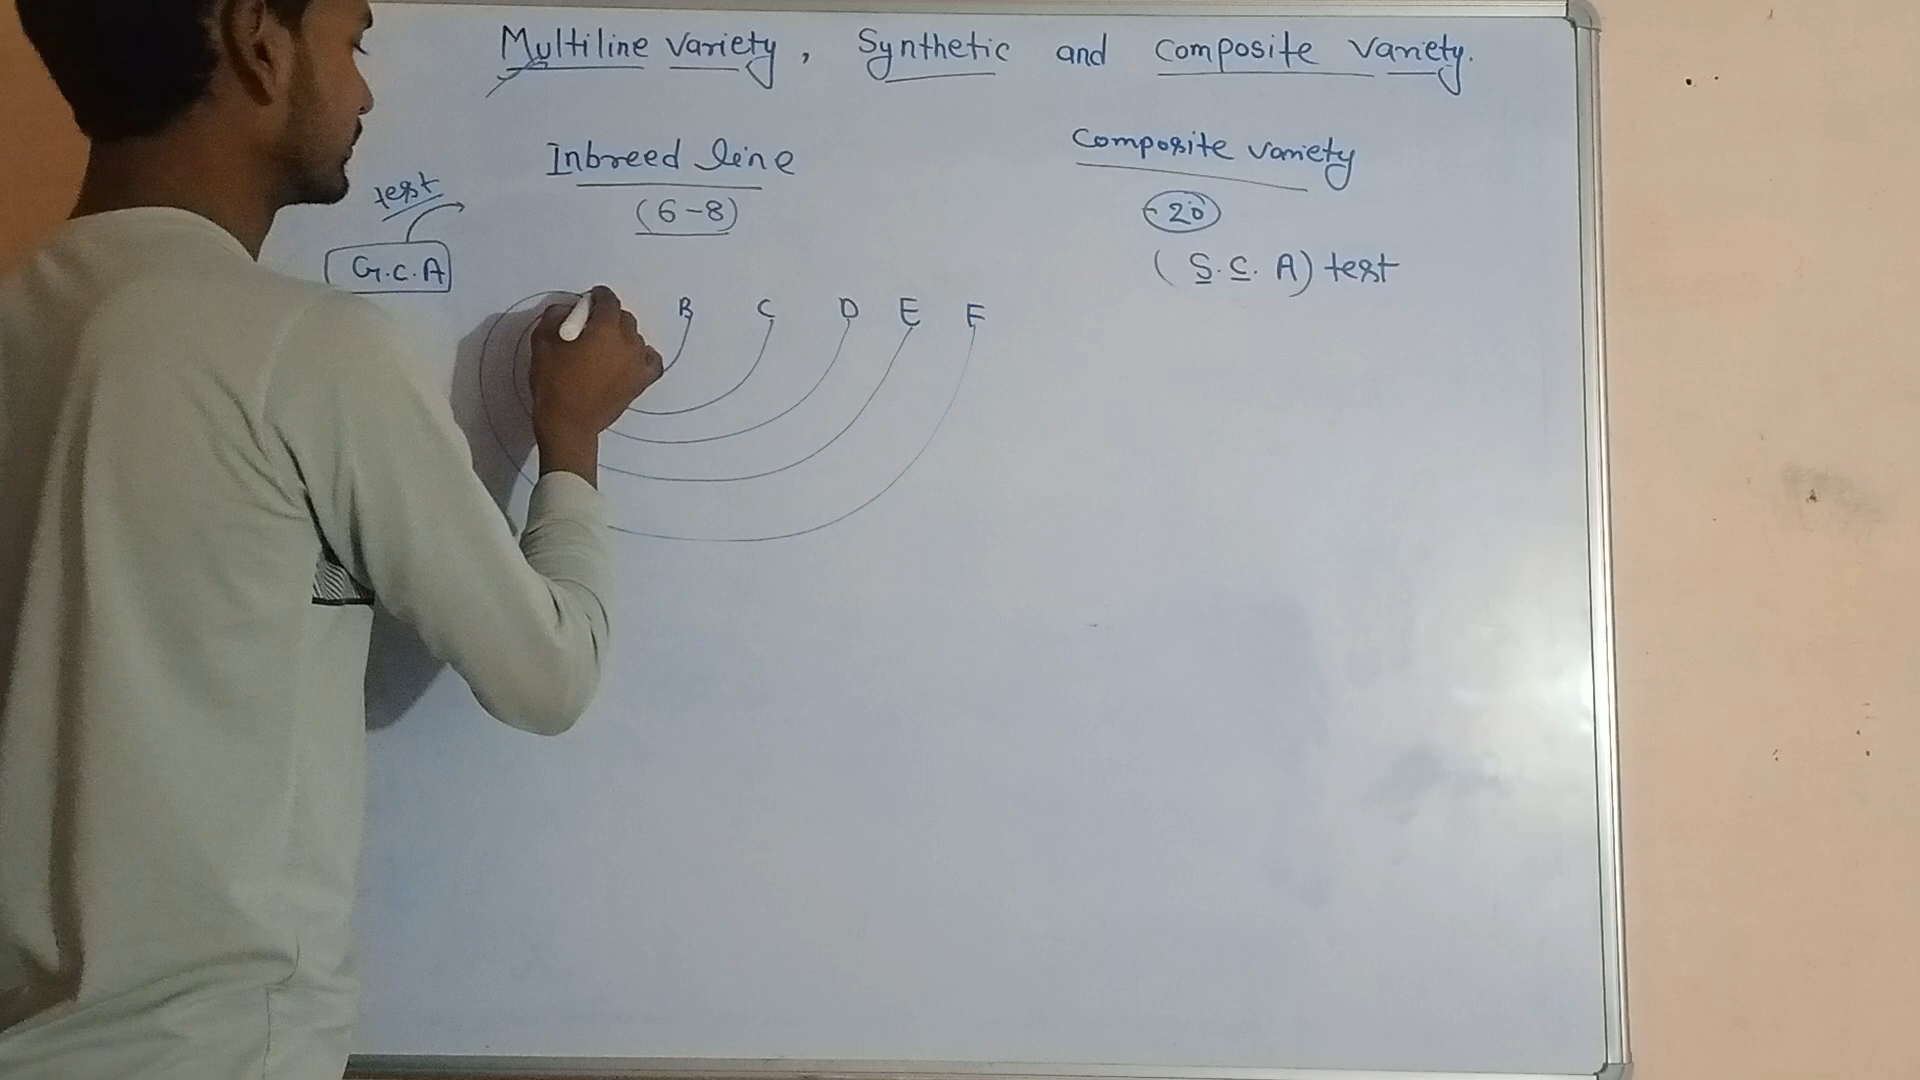 Multiline Variety, Synthetic and Composite Variety.
Inbreed line
(6-8)
test
G.C.A
B C D E F
Composite variety
20
(S.C.A) test